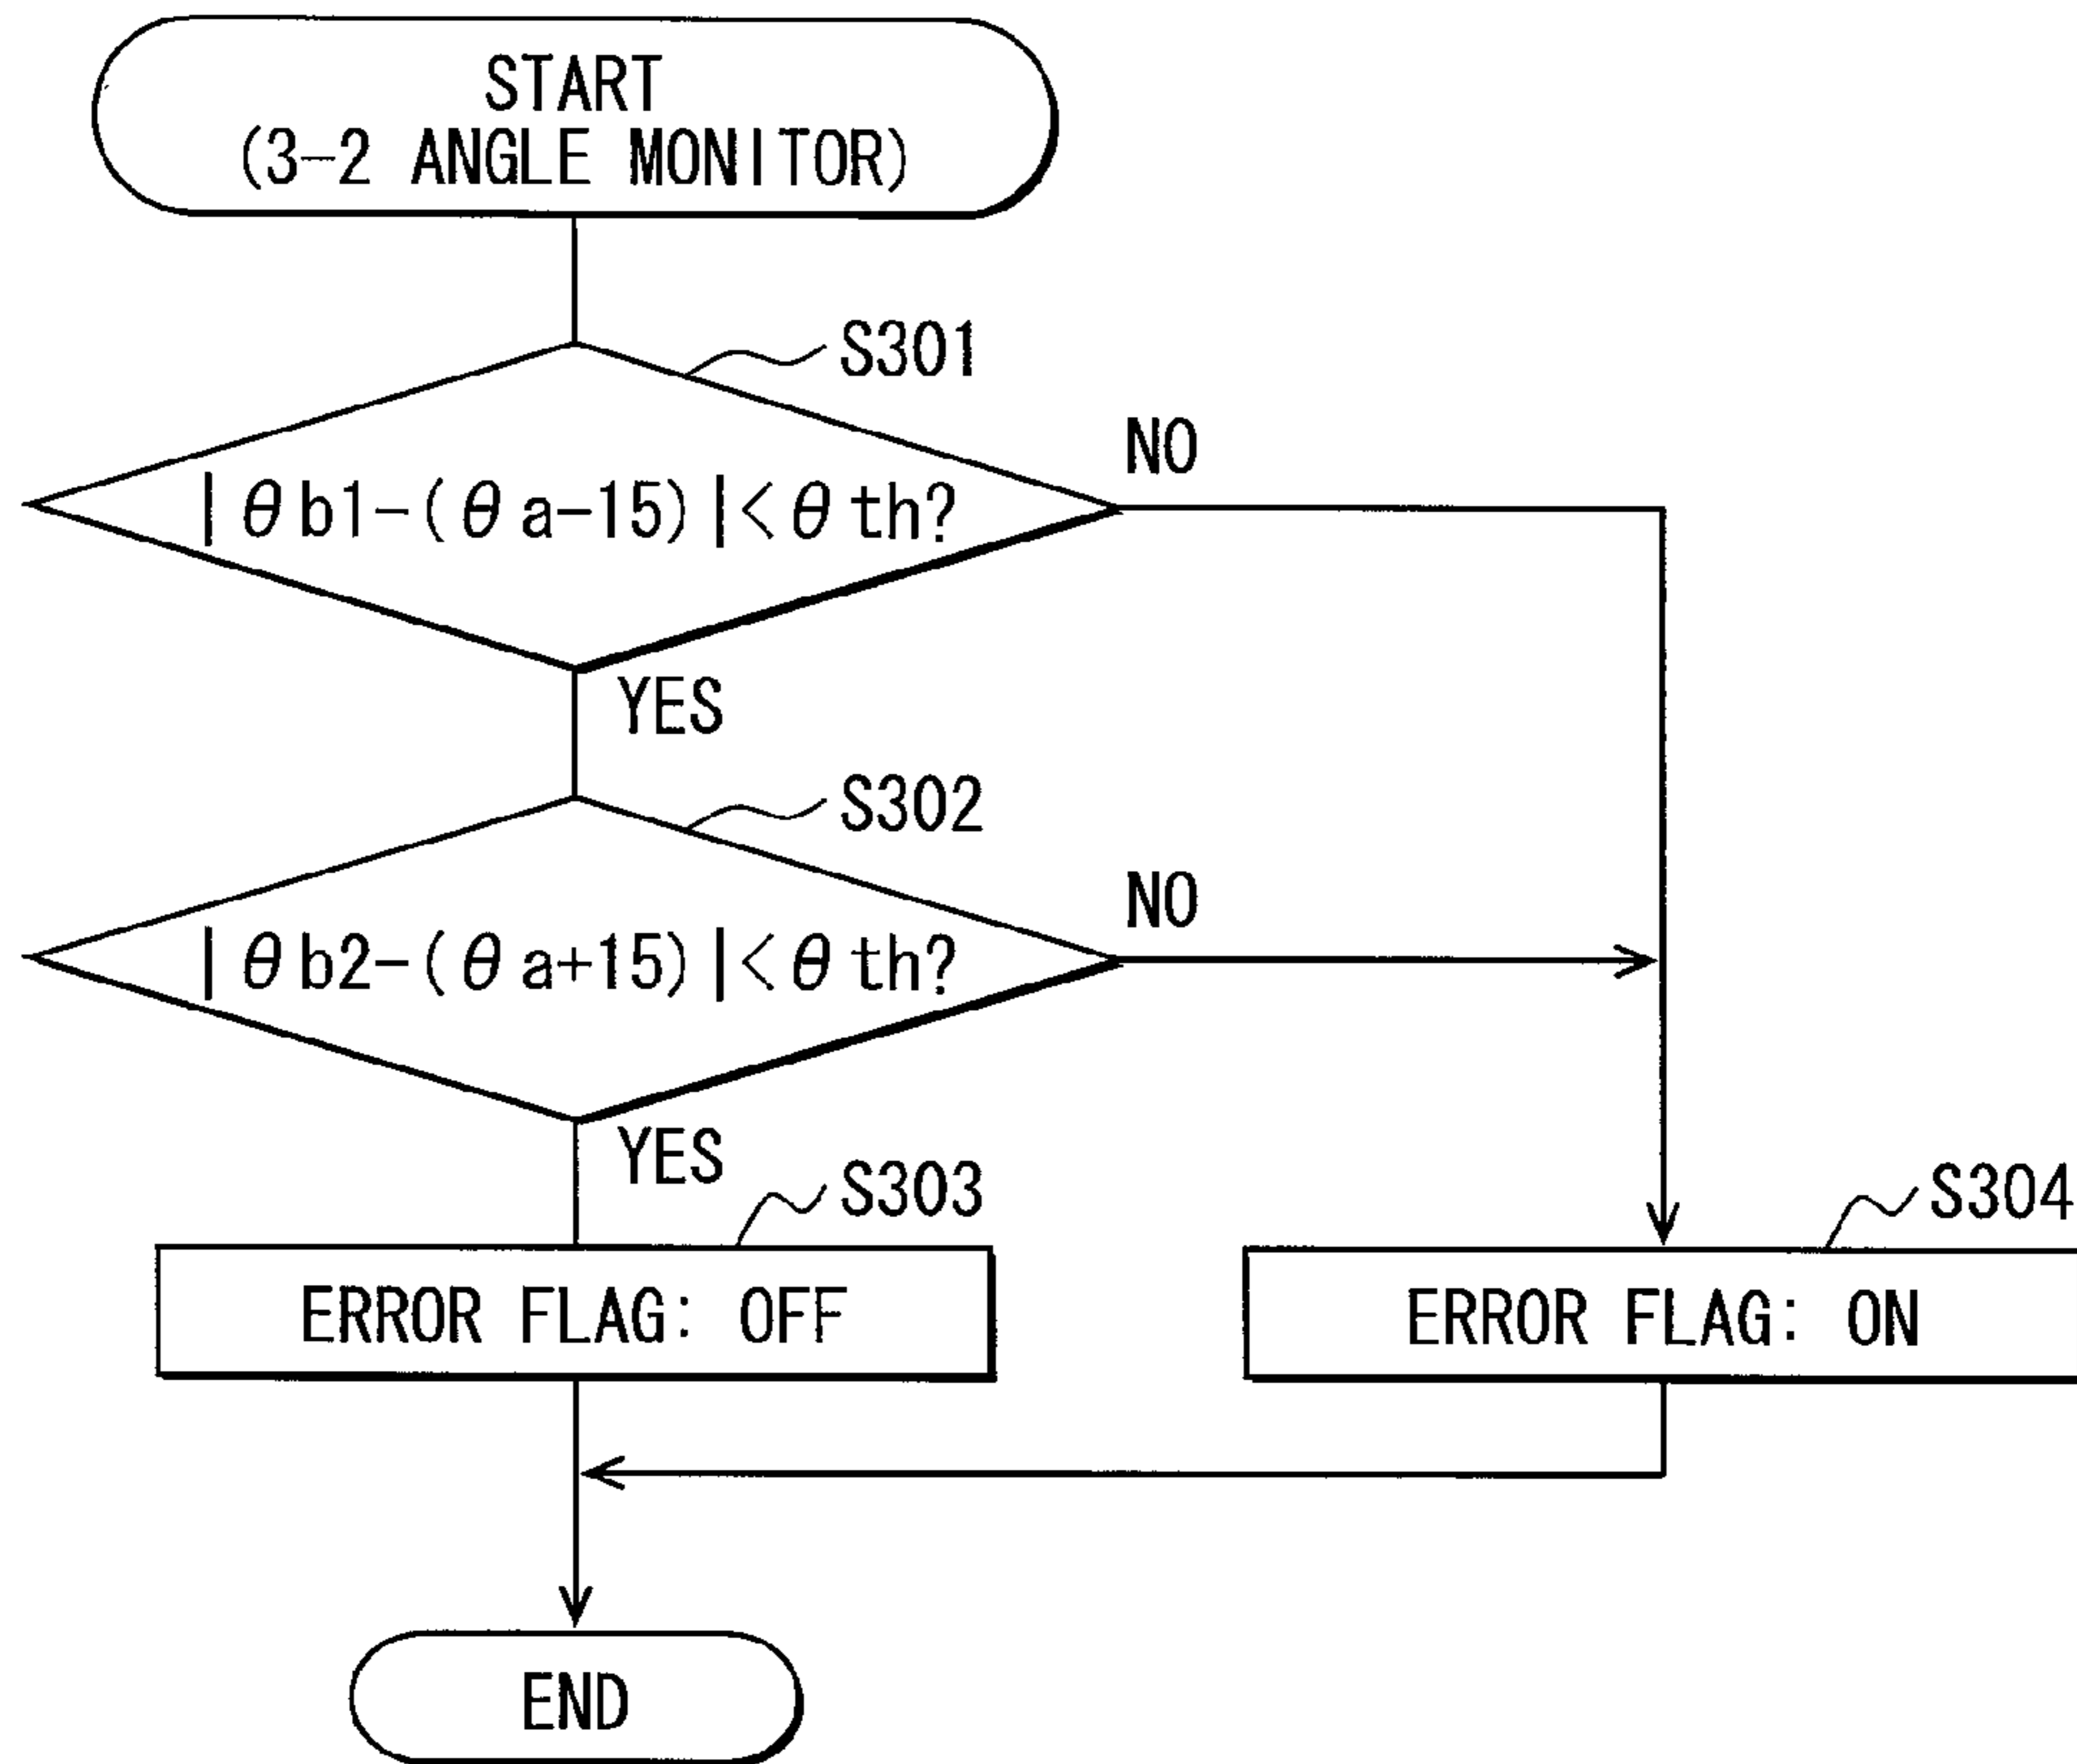 START
(3-2 ANGLE MONITOR)
S301
NO
|θb1-(θa-15)|<θth?
YES
S302
NO
|θb2-(θa+15)|<θth?
YES
S303
S304
ERROR FLAG: OFF
ERROR FLAG: ON
END